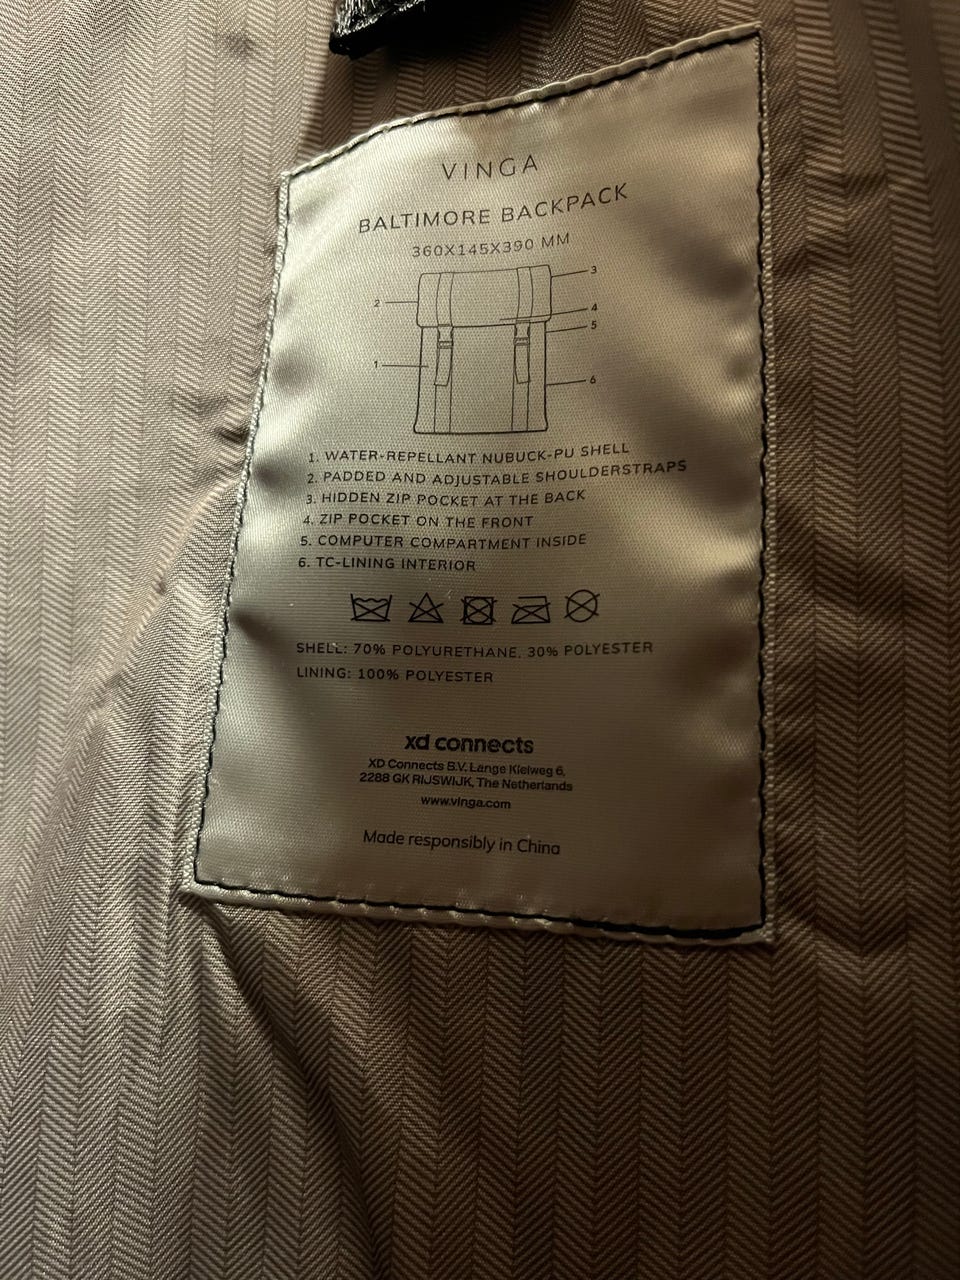 VINGA
BALTIMORE BACKPACK
360X145X390 MM
3
2
4
5
1
6
1. WATER-REPELLANT NUBUCK-PU SHELL
2. PADDED AND ADJUSTABLE SHOULDERSTRAPS
3. HIDDEN ZIP POCKET AT THE BACK
4. ZIP POCKET ON THE FRONT
5. COMPUTER COMPARTMENT INSIDE
6. TC-LINING INTERIOR
SHELL: 70% POLYURETHANE, 30% POLYESTER
LINING: 100% POLYESTER
xd connects
XD Connects B.V. Lange Kleiweg 6,
2288 GK RIJSWIJK, The Netherlands
www.vinga.com
Made responsibly in China